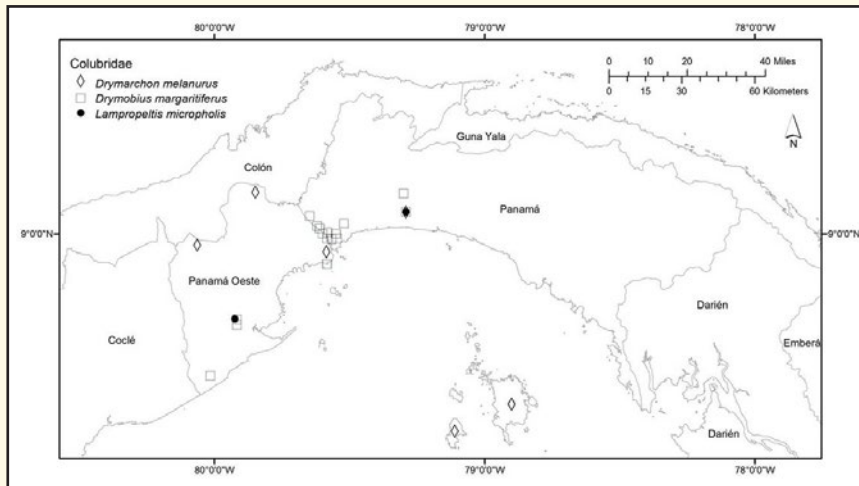 80°0'0"W 79°0'0"W 78°0'0"W
Colubridae
Drymarchon melanurus
Drymobius margaritiferus
Lampropeltis micropholis
0 10 20 40 Miles
0 15 30 60 Kilometers
N
Guna Yala
Colón
Panamá
9°0'0"N 9°0'0"N
Panamá Oeste
Darién
Coclé
Emberá
Darién
80°0'0"W 79°0'0"W 78°0'0"W